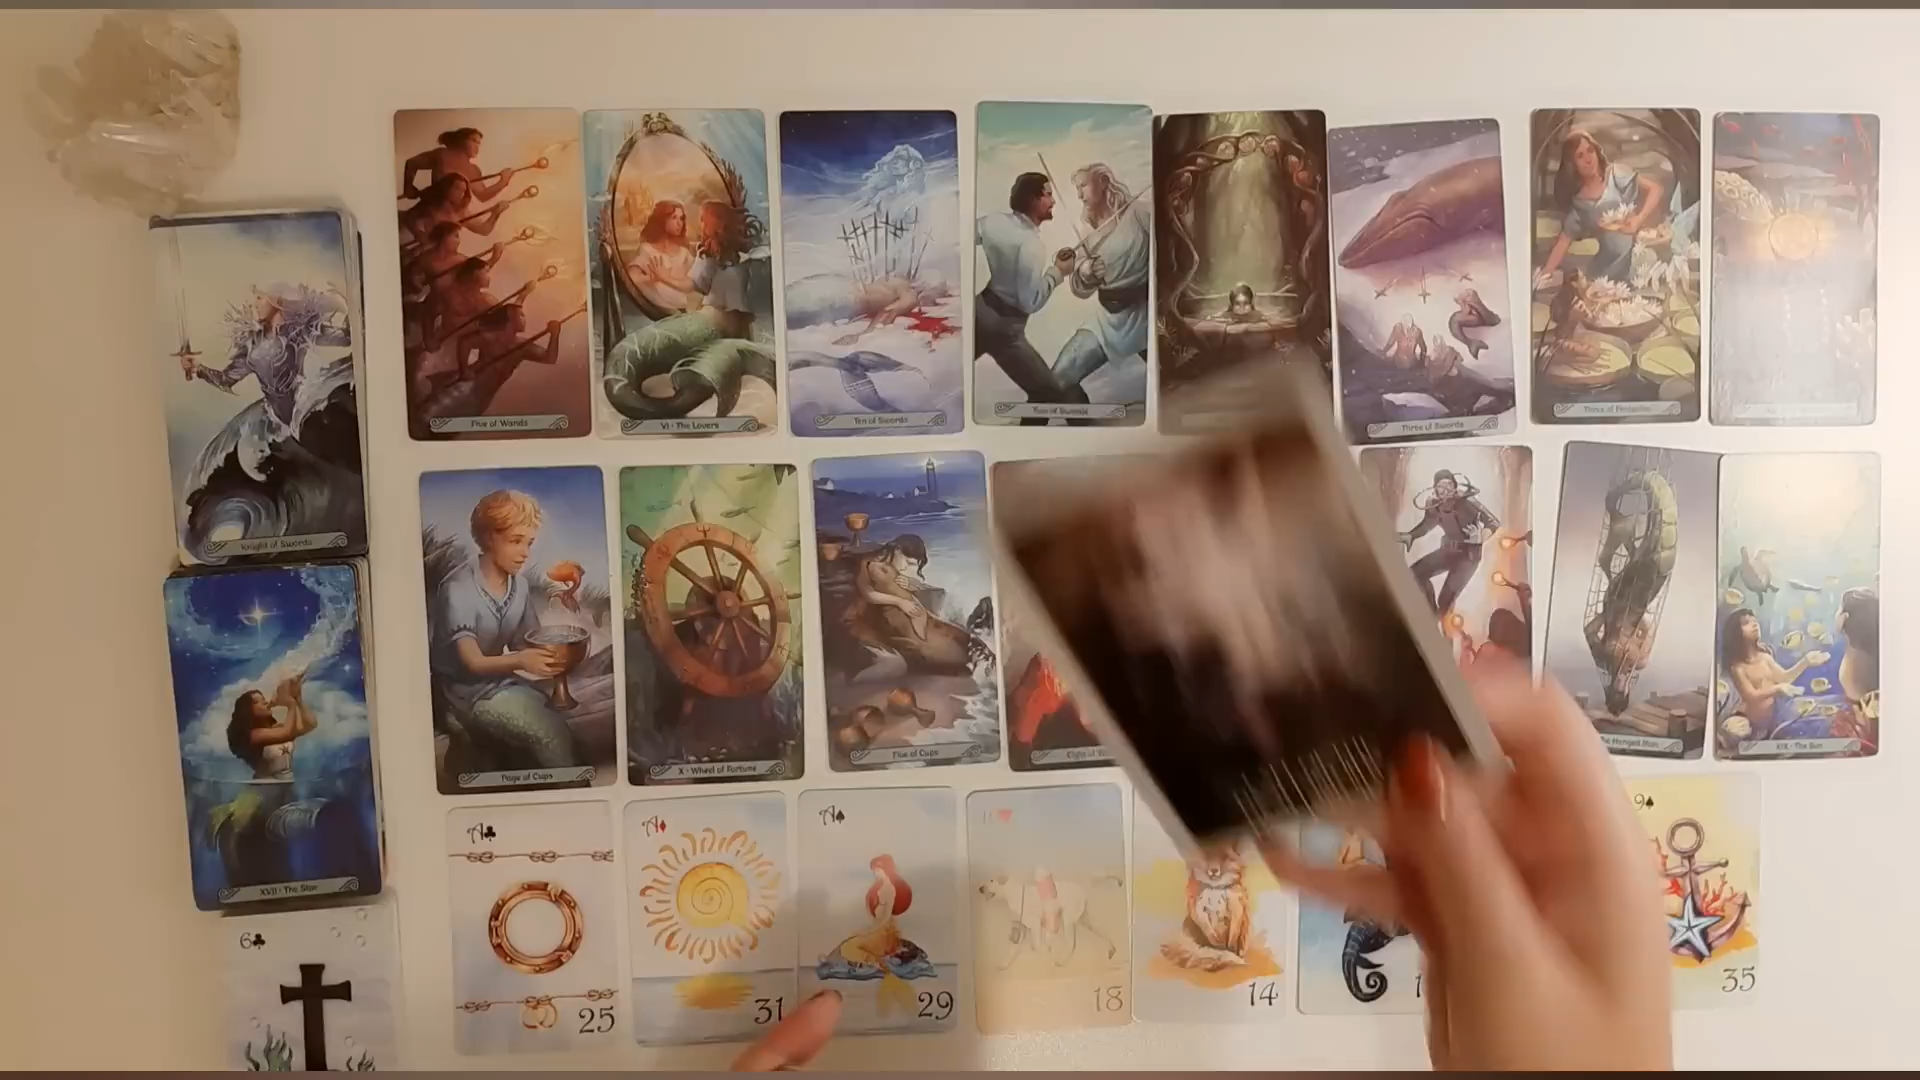 Five of Wands
VI - The Lovers
Ten of Swords
Three of Swords
Three of Pentacles
Knight of Swords
Page of Cups
X - Wheel of Fortune
Five of Cups
Eight of
The Hanged Man
XIX - The Sun
XVII - The Star
6♣
A♣
25
A♦
31
A♠
29
18
14
9♠
35